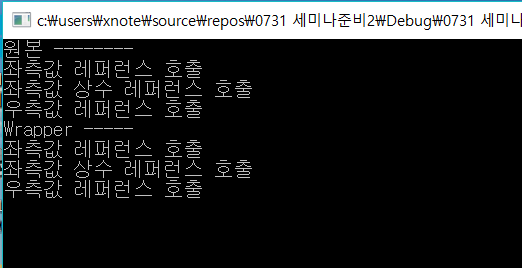 c:₩users₩xnote₩source₩repos₩0731 세미나준비2₩Debug₩0731 세미나
원본 --------
좌측값 레퍼런스 호출
좌측값 상수 레퍼런스 호출
우측값 레퍼런스 호출
Wrapper -----
좌측값 레퍼런스 호출
좌측값 상수 레퍼런스 호출
우측값 레퍼런스 호출